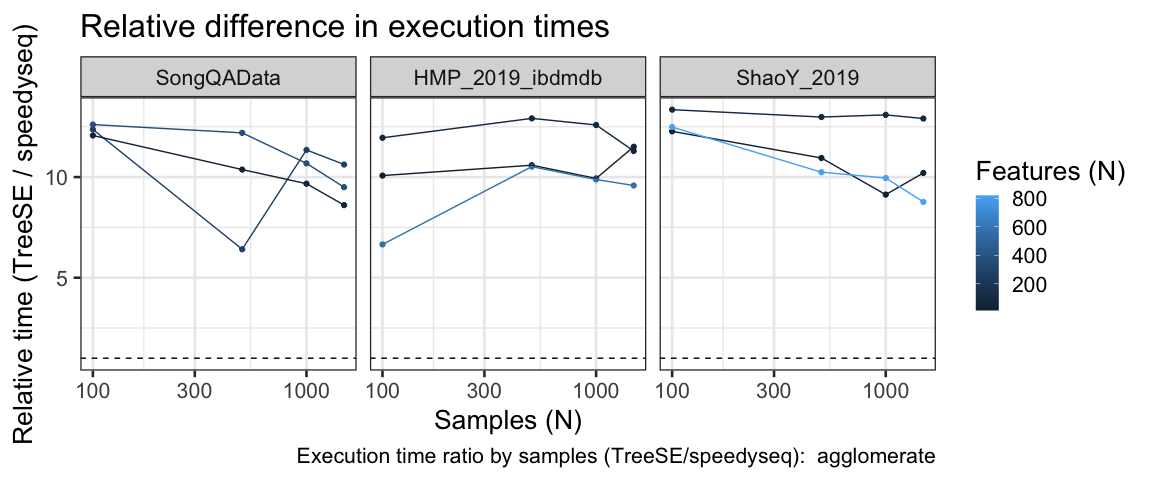 Relative difference in execution times
SongQAData
HMP_2019_ibdmdb
ShaoY_2019
Relative time (TreeSE / speedyseq)
10
5
100 300 1000
100 300 1000
100 300 1000
Samples (N)
Features (N)
800
600
400
200
Execution time ratio by samples (TreeSE/speedyseq): agglomerate